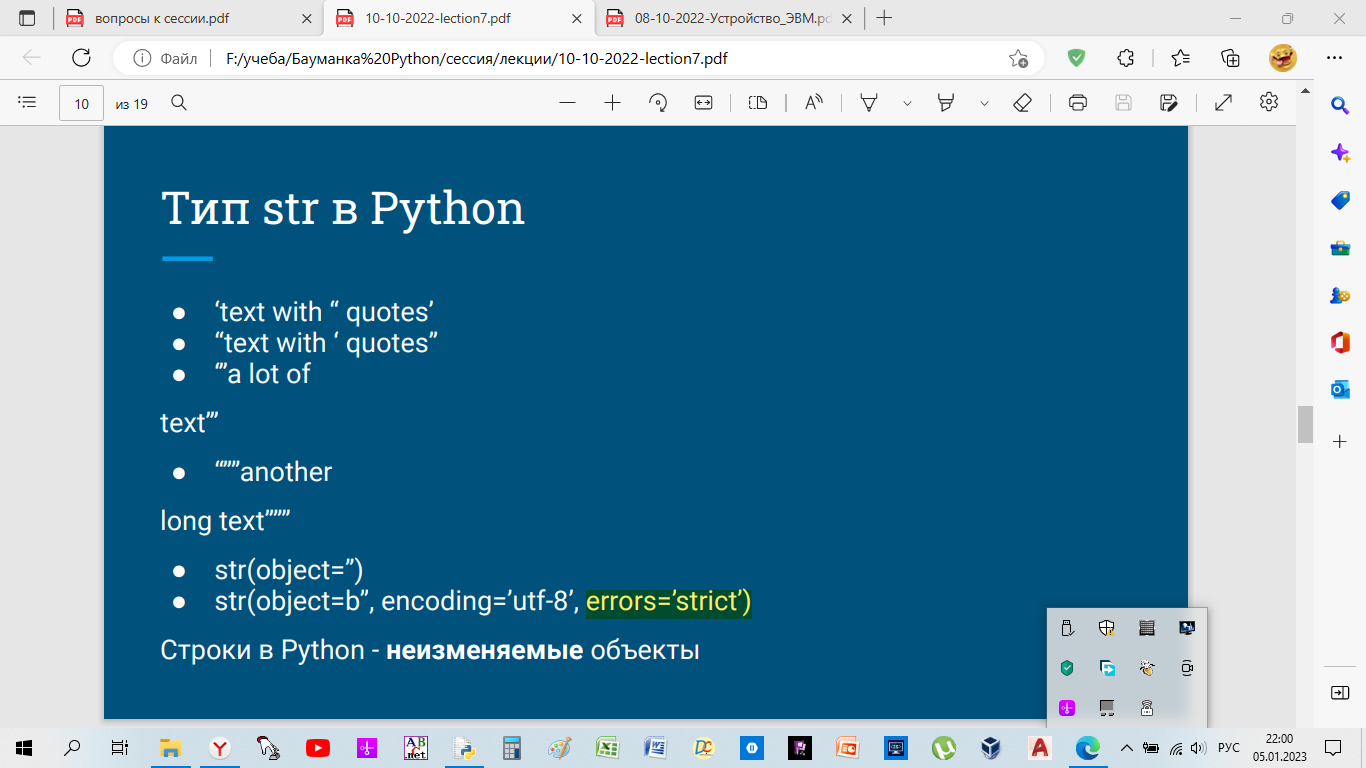 вопросы к сессии.pdf
10-10-2022-lection7.pdf
08-10-2022-Устройство_ЭВМ.pd
Файл
F:/учеба/Бауманка%20Python/сессия/лекции/10-10-2022-lection7.pdf
10 из 19
Тип str в Python
● ‘text with “ quotes’
● “text with ‘ quotes”
● ‘’’a lot of
text’’’
● “””another
long text”””
● str(object=’’)
● str(object=b’’, encoding=’utf-8’, errors=’strict’)
Строки в Python - неизменяемые объекты
РУС
22:00
05.01.2023